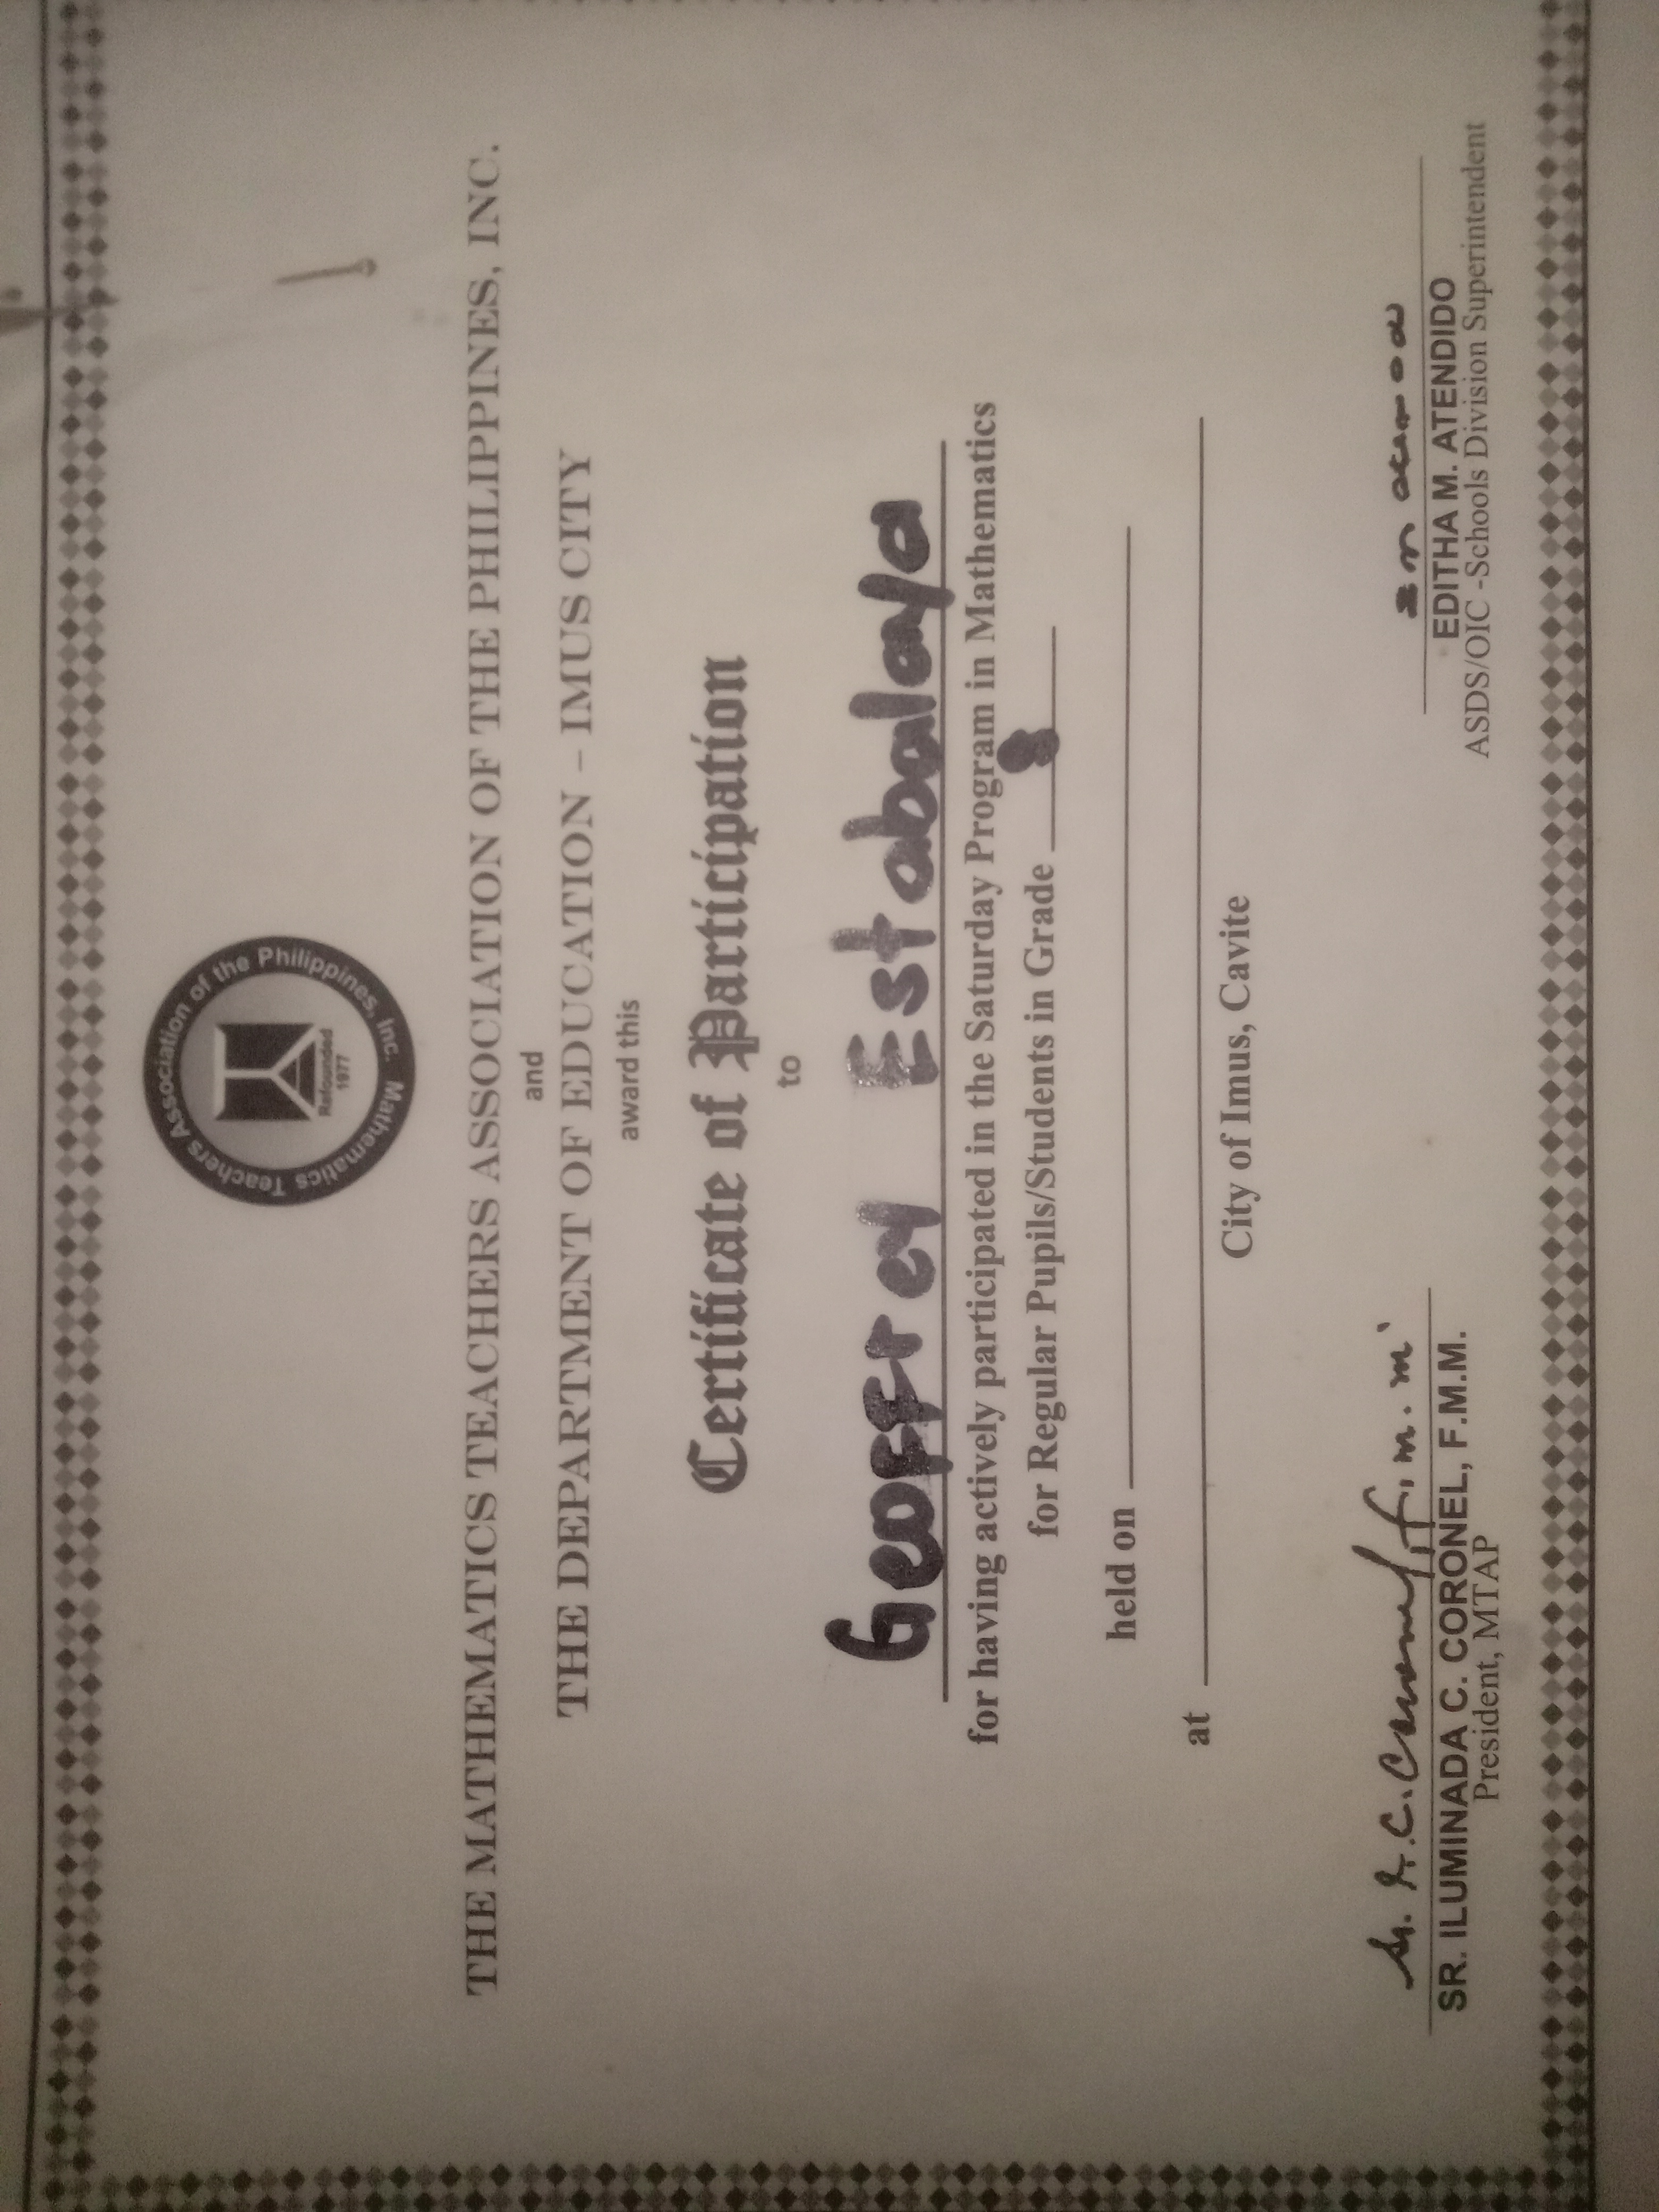 Mathematics Teachers Association of the Philippines, Inc.
Refounded
1977
THE MATHEMATICS TEACHERS ASSOCIATION OF THE PHILIPPINES, INC.
and
THE DEPARTMENT OF EDUCATION – IMUS CITY
award this
Certificate of Participation
to
Geoffrey Estabalaya
for having actively participated in the Saturday Program in Mathematics
for Regular Pupils/Students in Grade 8
held on
at
City of Imus, Cavite
Sr. I. C. Coronel, f.m.m.
SR. ILUMINADA C. CORONEL, F.M.M.
President, MTAP
EDITHA M. ATENDIDO
ASDS/OIC -Schools Division Superintendent